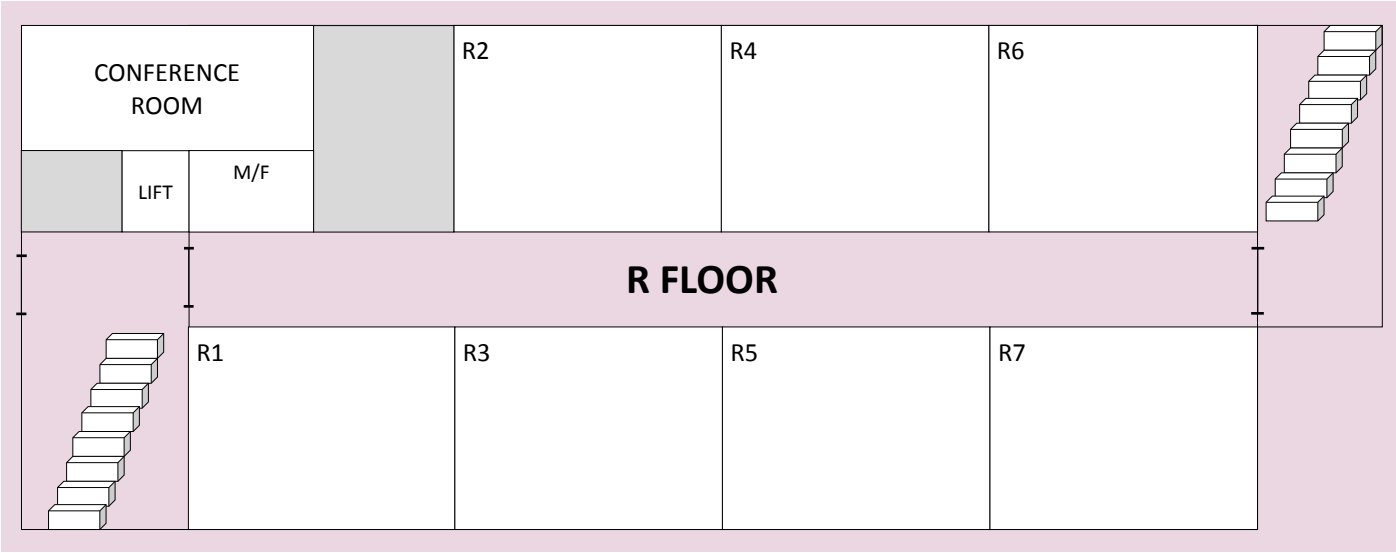 R2
R4
R6
CONFERENCE
ROOM
M/F
LIFT
R FLOOR
R1
R3
R5
R7